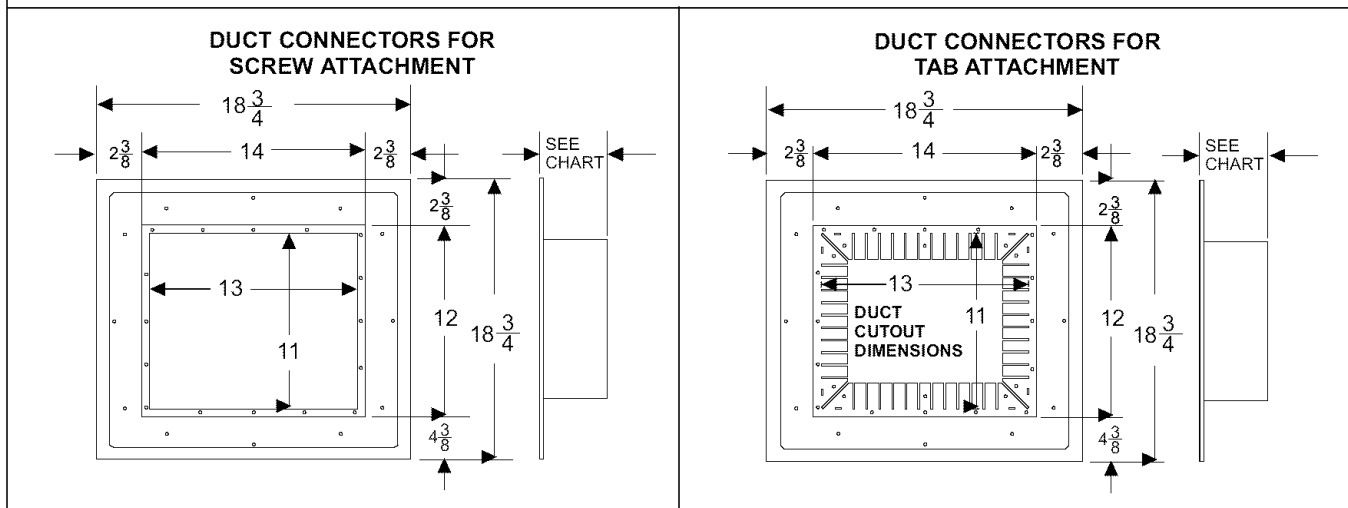 DUCT CONNECTORS FOR
SCREW ATTACHMENT
18 3/4
2 3/8
14
2 3/8
SEE
CHART
2 3/8
13
12
18 3/4
11
4 3/8
DUCT CONNECTORS FOR
TAB ATTACHMENT
18 3/4
2 3/8
14
2 3/8
SEE
CHART
2 3/8
13
DUCT
CUTOUT
DIMENSIONS
11
12
18 3/4
4 3/8